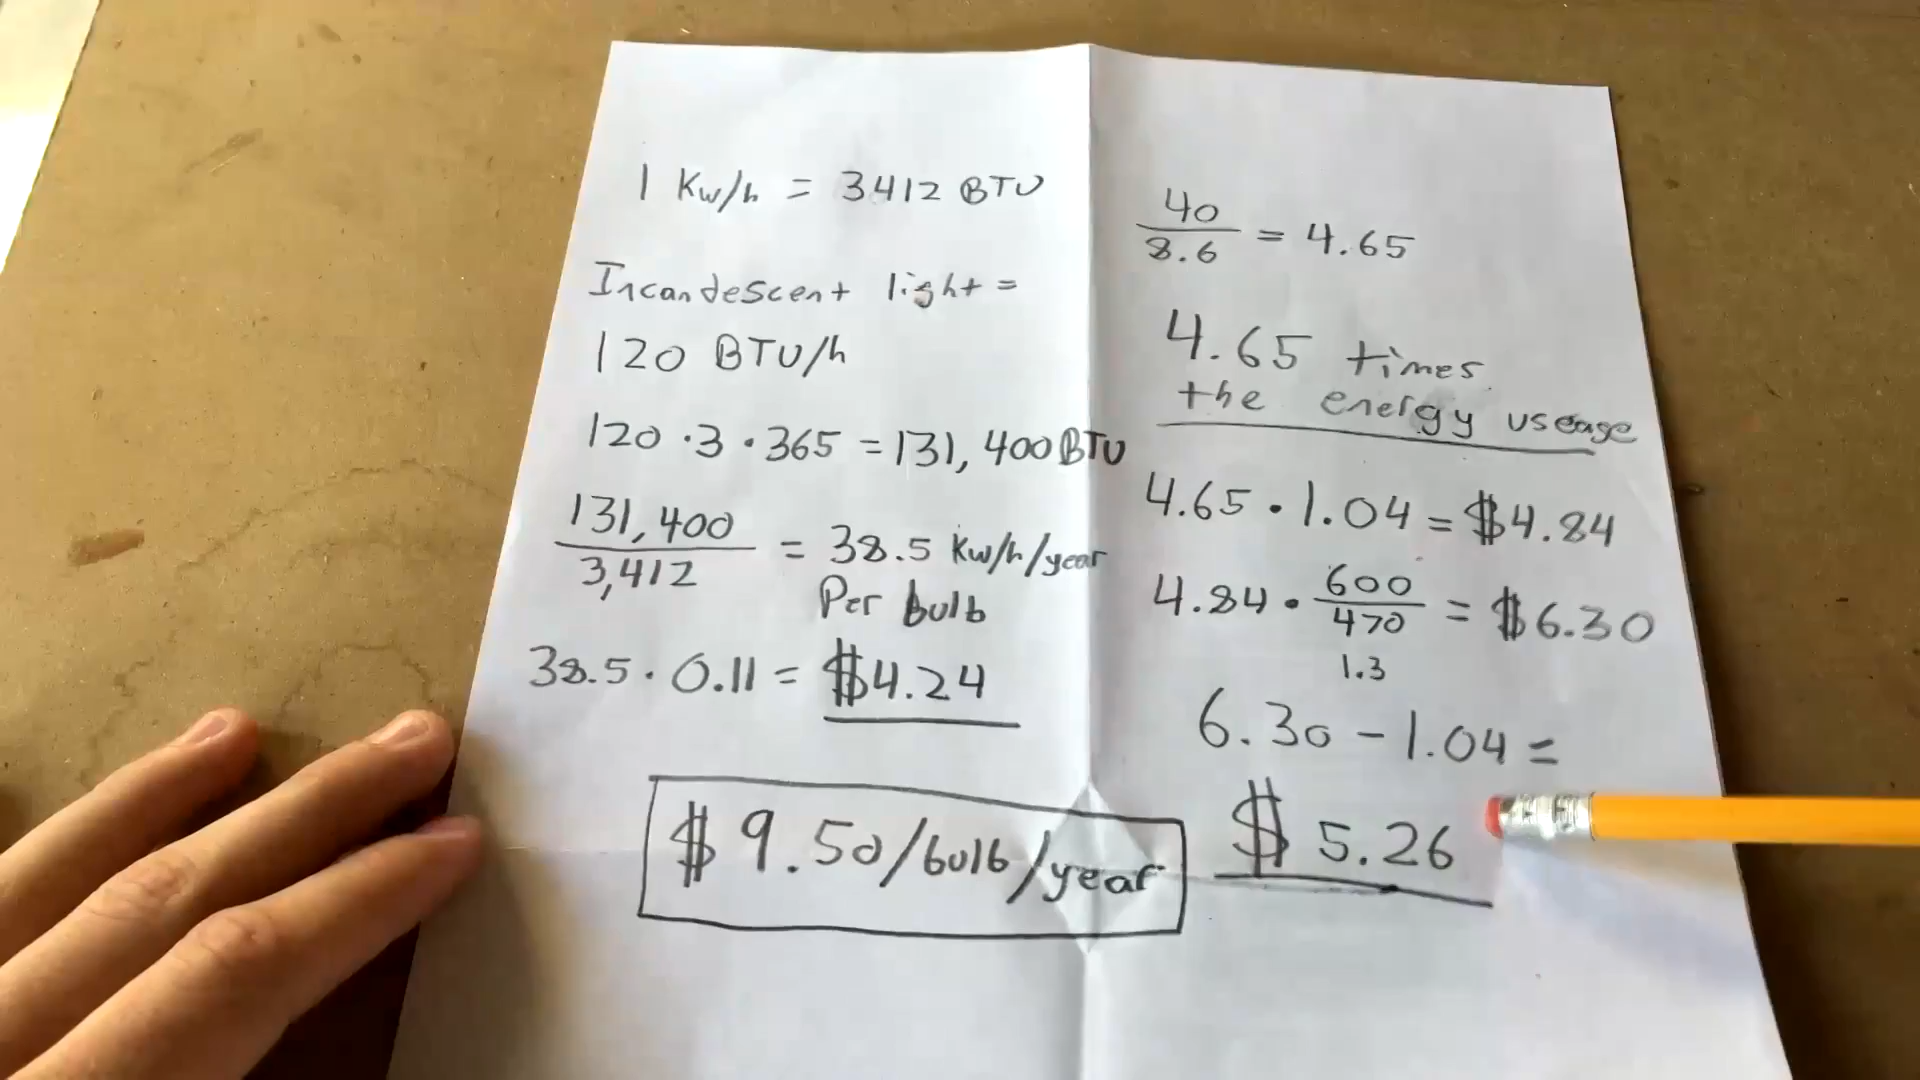 1 Kw/h = 3412 BTU
Incandescent light =
120 BTU/h
120 · 3 · 365 = 131,400 BTU
131,400
3,412
= 38.5 Kw/h/year
Per bulb
38.5 · 0.11 = $4.24
$ 9.50/bulb/year
40
8.6
= 4.65
4.65 times
the energy useage
4.65 · 1.04 = $4.84
4.84 · 600/470 = $6.30
1.3
6.30 - 1.04 =
$ 5.26